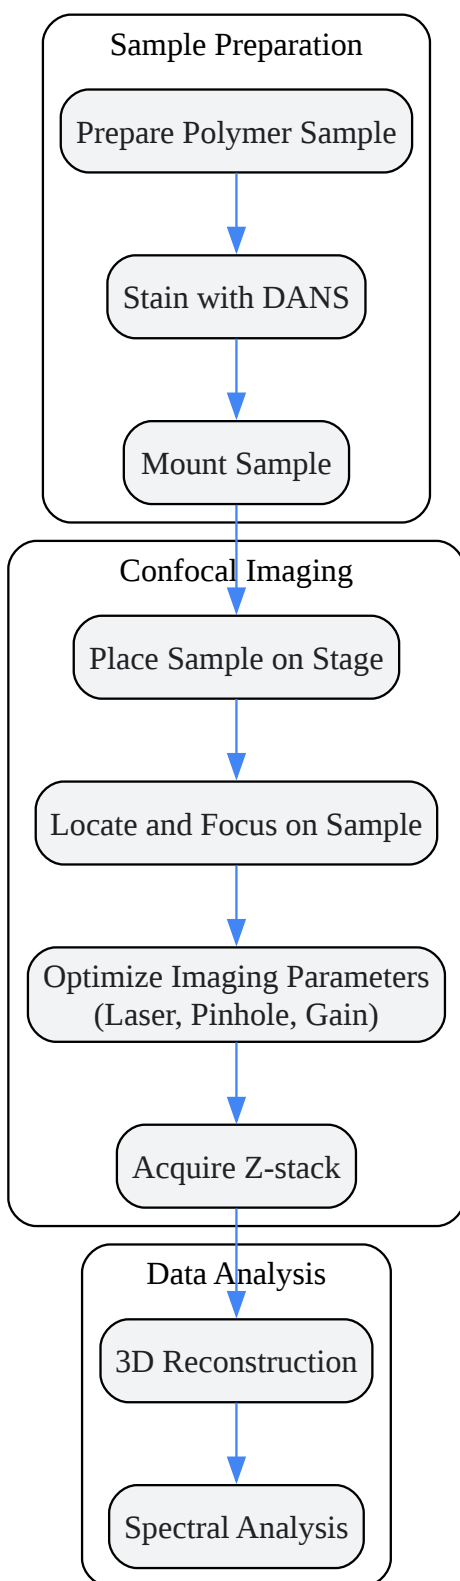 Sample Preparation
Prepare Polymer Sample
Stain with DANS
Mount Sample
Confocal Imaging
Place Sample on Stage
Locate and Focus on Sample
Optimize Imaging Parameters
(Laser, Pinhole, Gain)
Acquire Z-stack
Data Analysis
3D Reconstruction
Spectral Analysis